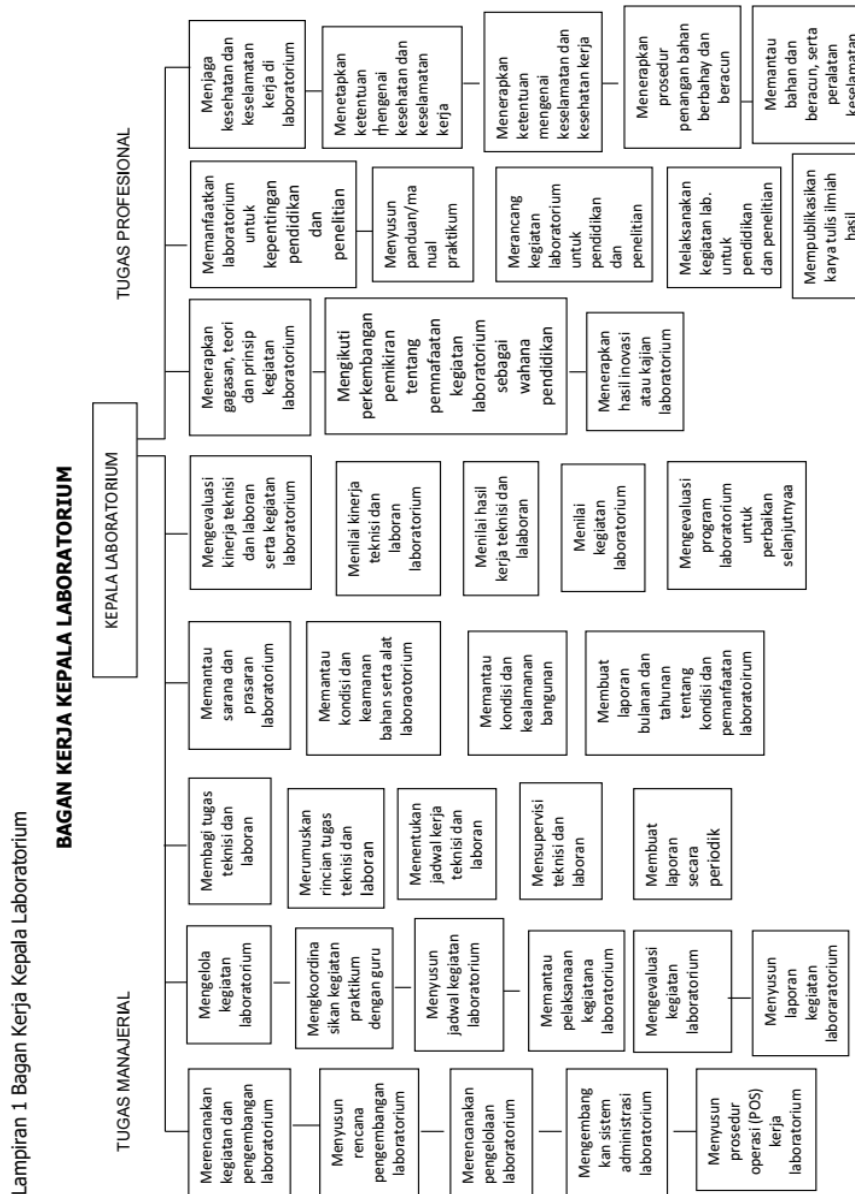 Lampiran 1 Bagan Kerja Kepala Laboratorium
BAGAN KERJA KEPALA LABORATORIUM
KEPALA LABORATORIUM
TUGAS MANAJERIAL
TUGAS PROFESIONAL
Merencanakan
kegiatan dan
pengembangan
laboratorium
Menyusun
rencana
pengembangan
laboratorium
Merencanakan
pengelolaan
laboratorium
Mengembang
kan sistem
administrasi
laboratorium
Menyusun
prosedur
operasi (POS)
kerja
laboratorium
Mengelola
kegiatan
laboratorium
Mengkoordina
sikan kegiatan
praktikum
dengan guru
Menyusun
jadwal kegiatan
laboratorium
Memantau
pelaksanaan
kegiatana
laboratorium
Mengevaluasi
kegiatan
laboratorium
Menyusun
laporan
kegiatan
laboraratorium
Membagi tugas
teknisi dan
laboran
Merumuskan
rincian tugas
teknisi dan
laboran
Menentukan
jadwal kerja
teknisi dan
laboran
Mensupervisi
teknisi dan
laboran
Membuat
laporan
secara
periodik
Memantau
sarana dan
prasaran
laboratorium
Memantau
kondisi dan
keamanan
bahan serta alat
laboraotorium
Memantau
kondisi dan
kealamanan
bangunan
Membuat
laporan
bulanan dan
tahunan
tentang
kondisi dan
pemanfaatan
laboratoirum
Mengevaluasi
kinerja teknisi
dan laboran
serta kegiatan
laboratorium
Menilai kinerja
teknisi dan
laboran
laboratorium
Menilai hasil
kerja teknisi dan
lalaboran
Menilai
kegiatan
laboratorium
Mengevaluasi
program
laboratorium
untuk
perbaikan
selanjutnyaa
Menerapkan
gagasan, teori
dan prinsip
kegiatan
laboratorium
Mengikuti
perkembangan
pemikiran
tentang
pemnafaatan
kegiatan
laboratorium
sebagai
wahana
pendidikan
Menerapkan
hasil inovasi
atau kajian
laboratorium
Memanfaatkan
laboratorium
untuk
kepentingan
pendidikan
dan
penelitian
Menyusun
panduan/ma
nual
praktikum
Merancang
kegiatan
laboratorium
untuk
pendidikan
dan
penelitian
Melaksanakan
kegiatan lab.
untuk
pendidikan
dan penelitian
Mempublikasikan
karya tulis ilmiah
hasil
Menjaga
kesehatan dan
keselamatan
kerja di
laboratorium
Menetapkan
ketentuan
mengenai
kesehatan dan
keselamatan
kerja
Menerapkan
ketentuan
mengenai
keselamatan dan
kesehatan kerja
Menerapkan
prosedur
penangan bahan
berbahay dan
beracun
Memantau
bahan dan
beracun, serta
peralatan
keselamatan